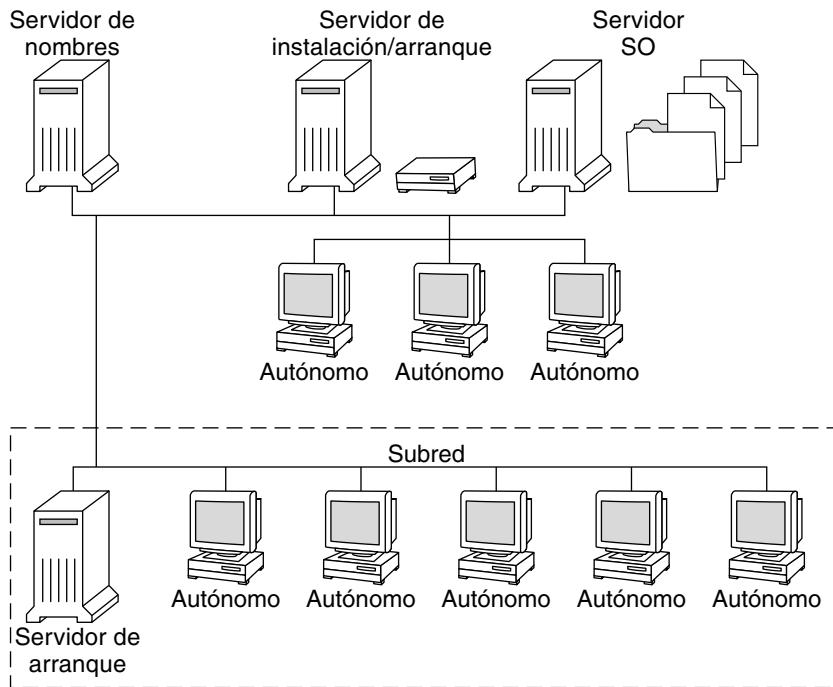 Servidor de
nombres
Servidor de
instalación/arranque
Servidor
SO
Autónomo
Autónomo
Autónomo
Subred
Servidor de
arranque
Autónomo
Autónomo
Autónomo
Autónomo
Autónomo